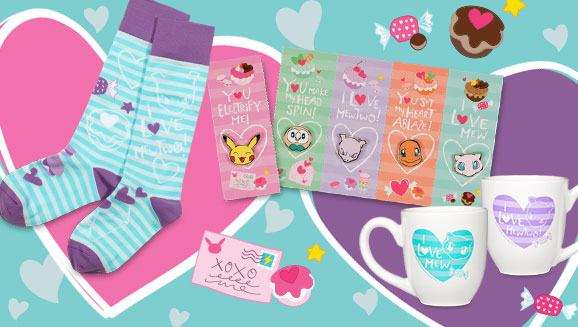 I
LOVE
MEWTWO!
YOU
ELECTRIFY
ME!
YOU MAKE
MY HEAD
SPIN!
I LOVE
MEWTWO!
YOU SET
MY HEART
ABLAZE!
I
LOVE
MEW
XOXO
I
LOVE
MEW
I
LOVE
MEWTWO!